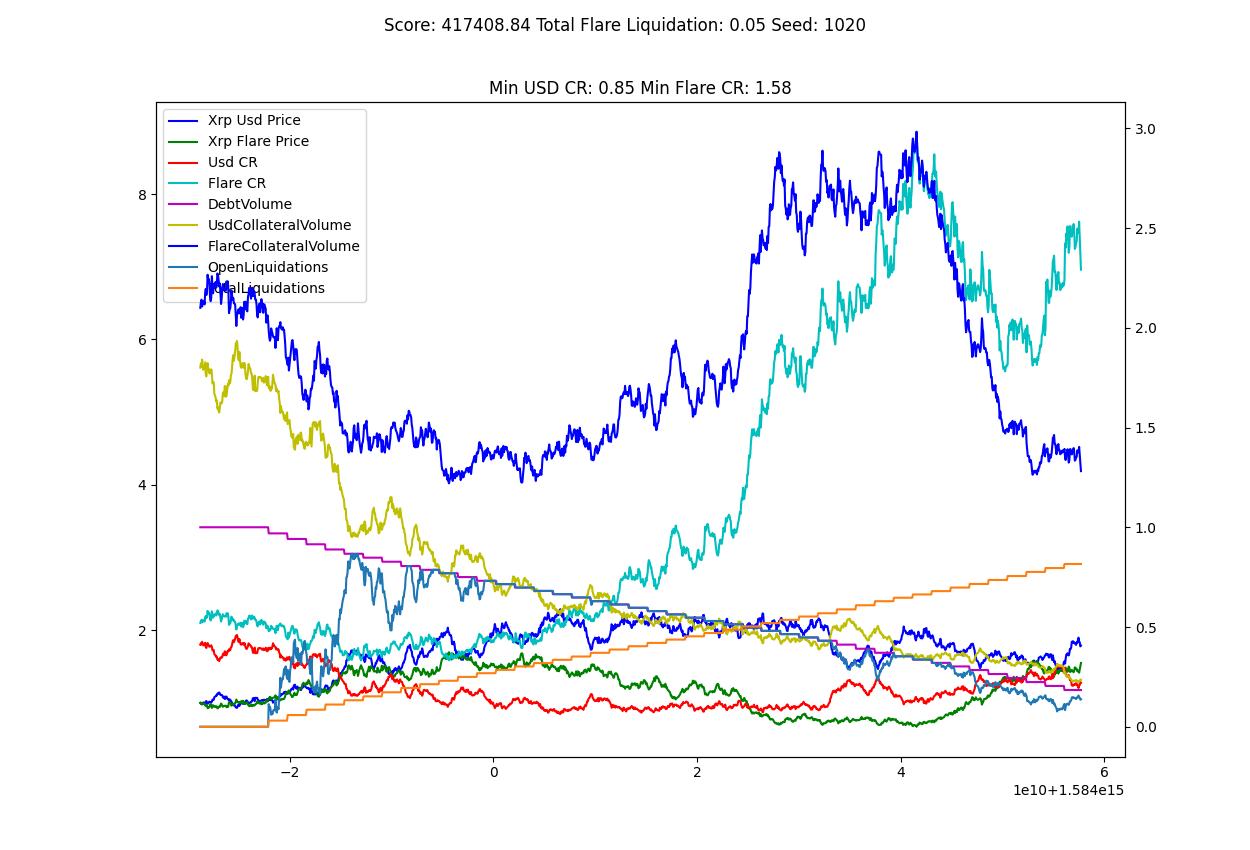 Score: 417408.84 Total Flare Liquidation: 0.05 Seed: 1020
Min USD CR: 0.85 Min Flare CR: 1.58
Xrp Usd Price
Xrp Flare Price
Usd CR
Flare CR
DebtVolume
UsdCollateralVolume
FlareCollateralVolume
OpenLiquidations
TotalLiquidations
8
6
4
2
3.0
2.5
2.0
1.5
1.0
0.5
0.0
−2
0
2
4
6
1e10+1.584e15